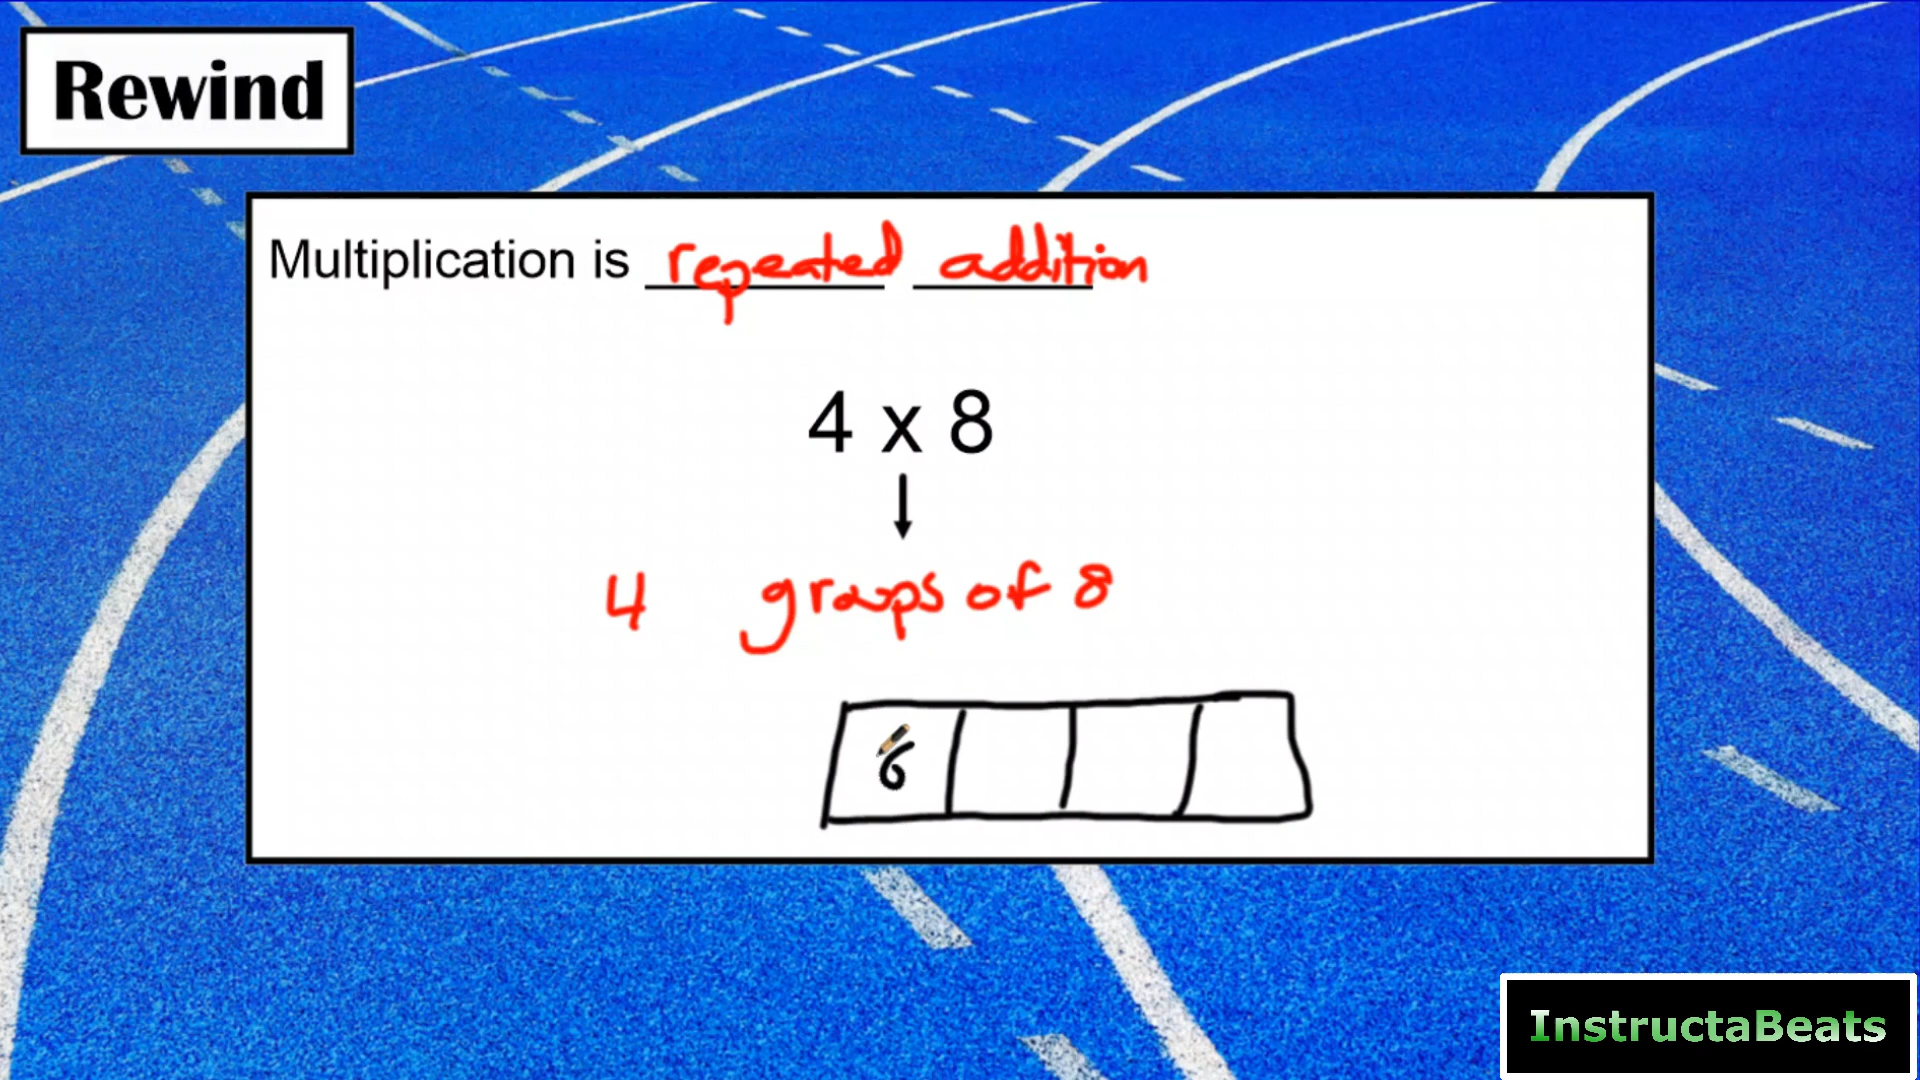 Rewind
Multiplication is repeated addition
4 x 8
4 groups of 8
6
InstructaBeats